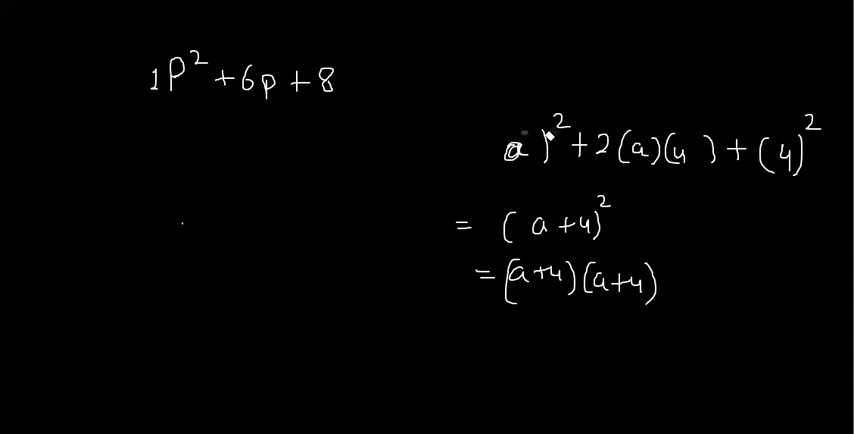 1p² + 6p + 8
a)² + 2(a)(4) + (4)²
= (a+4)²
= (a+4)(a+4)